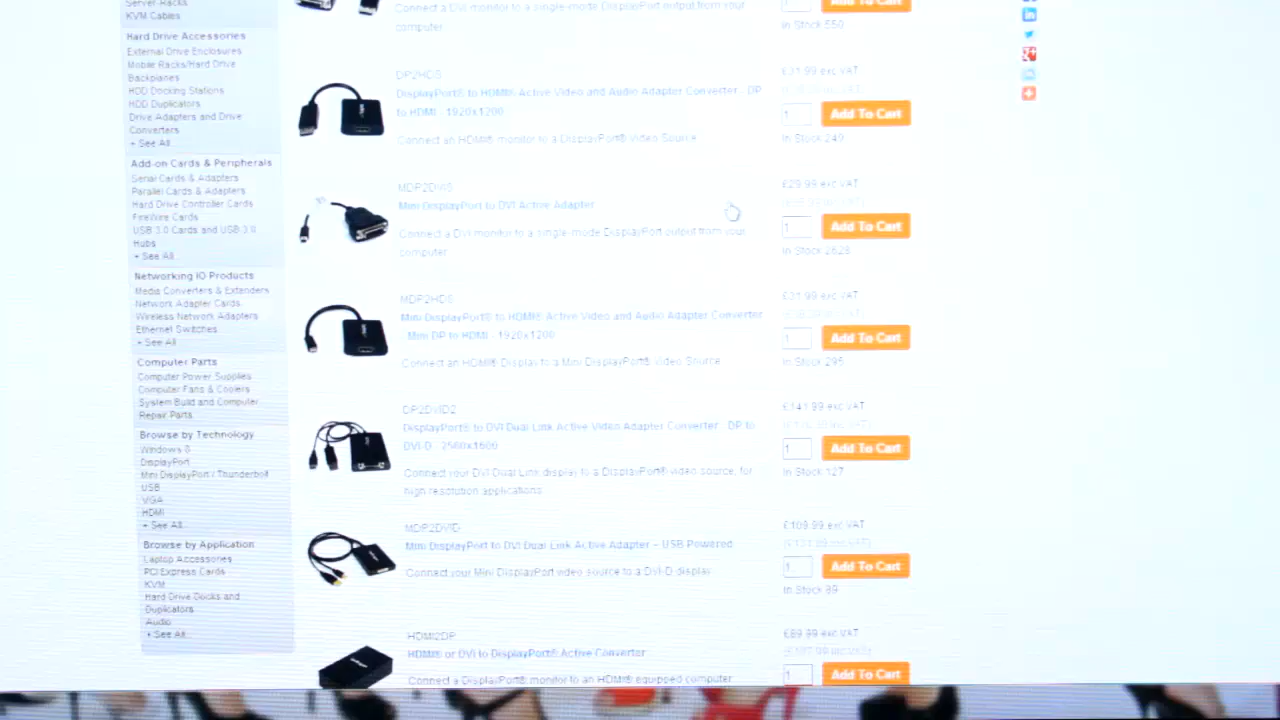 Server-Racks
KVM Cables
Hard Drive Accessories
External Drive Enclosures
Mobile Racks/Hard Drive
Backplanes
HDD Docking Stations
HDD Duplicators
Drive Adapters and Drive
Converters
+ See All..
Add-on Cards & Peripherals
Serial Cards & Adapters
Parallel Cards & Adapters
Hard Drive Controller Cards
FireWire Cards
USB 3.0 Cards and USB 3.0
Hubs
+ See All..
Networking IO Products
Media Converters & Extenders
Network Adapter Cards
Wireless Network Adapters
Ethernet Switches
+ See All..
Computer Parts
Computer Power Supplies
Computer Fans & Coolers
System Build and Computer
Repair Parts
Browse by Technology
Windows 8
DisplayPort
Mini DisplayPort / Thunderbolt
USB
VGA
HDMI
+ See All..
Browse by Application
Laptop Accessories
PCI Express Cards
KVM
Hard Drive Docks and
Duplicators
Audio
+ See All..
Connect a DVI monitor to a single-mode DisplayPort output from your
computer
1 Add To Cart
In Stock 550
DP2HDS
DisplayPort® to HDMI® Active Video and Audio Adapter Converter - DP
to HDMI - 1920x1200
Connect an HDMI® monitor to a DisplayPort® Video Source
£31.99 exc VAT
1 Add To Cart
In Stock 249
MDP2DVIS
Mini DisplayPort to DVI Active Adapter
Connect a DVI monitor to a single-mode DisplayPort output from your
computer
£29.99 exc VAT
1 Add To Cart
In Stock 2628
MDP2HDS
Mini DisplayPort® to HDMI® Active Video and Audio Adapter Converter
- Mini DP to HDMI - 1920x1200
Connect an HDMI® Display to a Mini DisplayPort® Video Source
£31.99 exc VAT
1 Add To Cart
In Stock 295
DP2DVID2
DisplayPort® to DVI Dual Link Active Video Adapter Converter - DP to
DVI-D - 2560x1600
Connect your DVI Dual Link display to a DisplayPort® video source, for
high resolution applications
£141.99 exc VAT
1 Add To Cart
In Stock 127
MDP2DVID
Mini DisplayPort to DVI Dual Link Active Adapter – USB Powered
Connect your Mini DisplayPort video source to a DVI-D display
£109.99 exc VAT
1 Add To Cart
In Stock 89
HDMI2DP
HDMI® or DVI to DisplayPort® Active Converter
Connect a DisplayPort® monitor to an HDMI® equipped computer
£89.99 exc VAT
1 Add To Cart